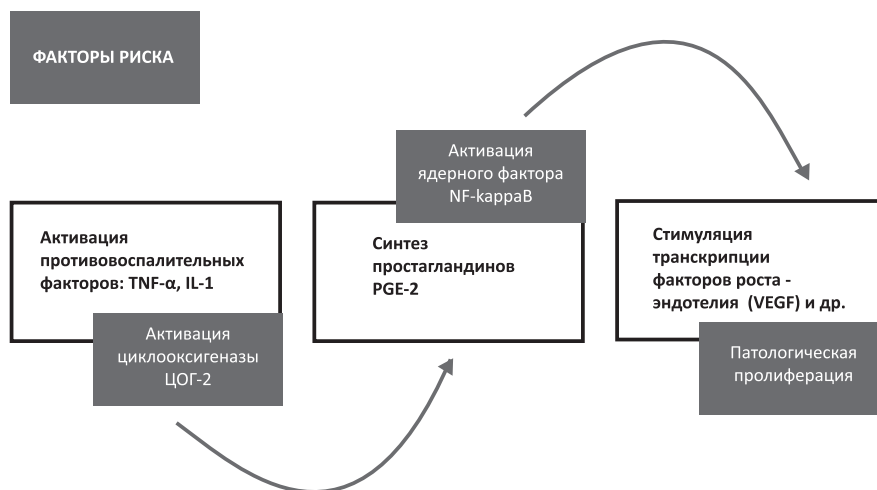 ФАКТОРЫ РИСКА
Активация
противовоспалительных
факторов: TNF-α, IL-1
Активация
циклооксигеназы
ЦОГ-2
Активация
ядерного фактора
NF-kappaB
Синтез
простагландинов
PGE-2
Стимуляция
транскрипции
факторов роста -
эндотелия (VEGF) и др.
Патологическая
пролиферация